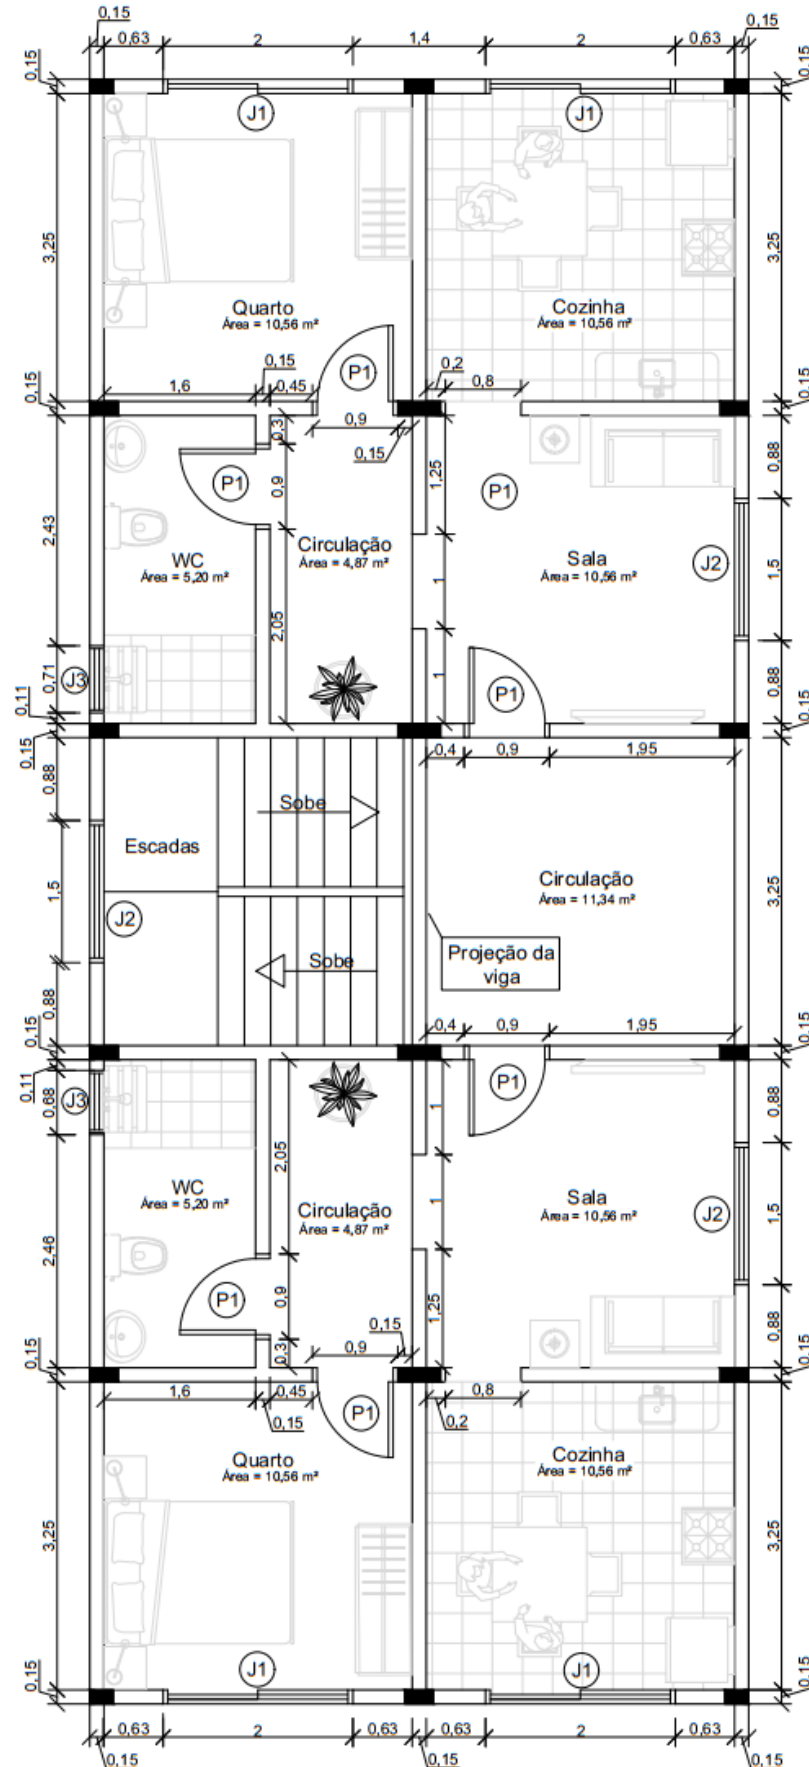 0,15
0,15
0,63
2
1,4
2
0,63
0,15
0,15
J1
J1
3,25
3,25
Quarto
Área = 10,56 m²
Cozinha
Área = 10,56 m²
0,15
1,6
0,15
0,45
P1
0,2
0,8
0,15
0,3
0,9
0,15
0,9
P1
1,25
P1
0,88
2,43
WC
Área = 5,20 m²
Circulação
Área = 4,87 m²
Sala
Área = 10,56 m²
J2
1,5
1
2,05
0,71
J3
1
P1
0,88
0,11
0,15
0,15
0,4
0,9
1,95
0,88
Sobe
Escadas
Circulação
Área = 11,34 m²
3,25
1,5
J2
Projeção da
viga
Sobe
0,88
0,4
0,9
1,95
0,15
0,15
0,11
0,68
J3
P1
1
0,88
2,05
WC
Área = 5,20 m²
Circulação
Área = 4,87 m²
1
Sala
Área = 10,56 m²
J2
1,5
2,46
P1
0,9
1,25
0,15
0,9
0,3
0,88
0,15
0,15
1,6
0,45
0,15
P1
0,8
0,2
Quarto
Área = 10,56 m²
Cozinha
Área = 10,56 m²
3,25
3,25
J1
J1
0,15
0,15
0,63
2
0,63
0,63
2
0,63
0,15
0,15
0,15